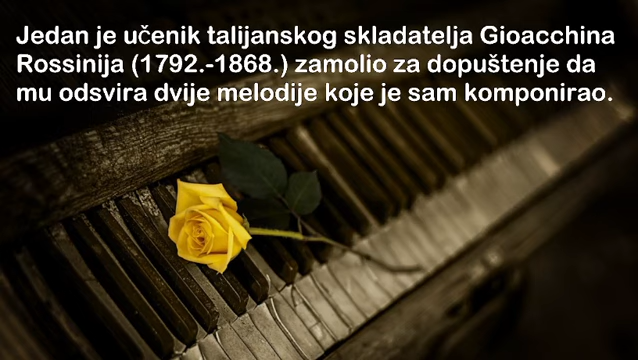 Jedan je učenik talijanskog skladatelja Gioacchina
Rossinija (1792.-1868.) zamolio za dopuštenje da
mu odsvira dvije melodije koje je sam komponirao.